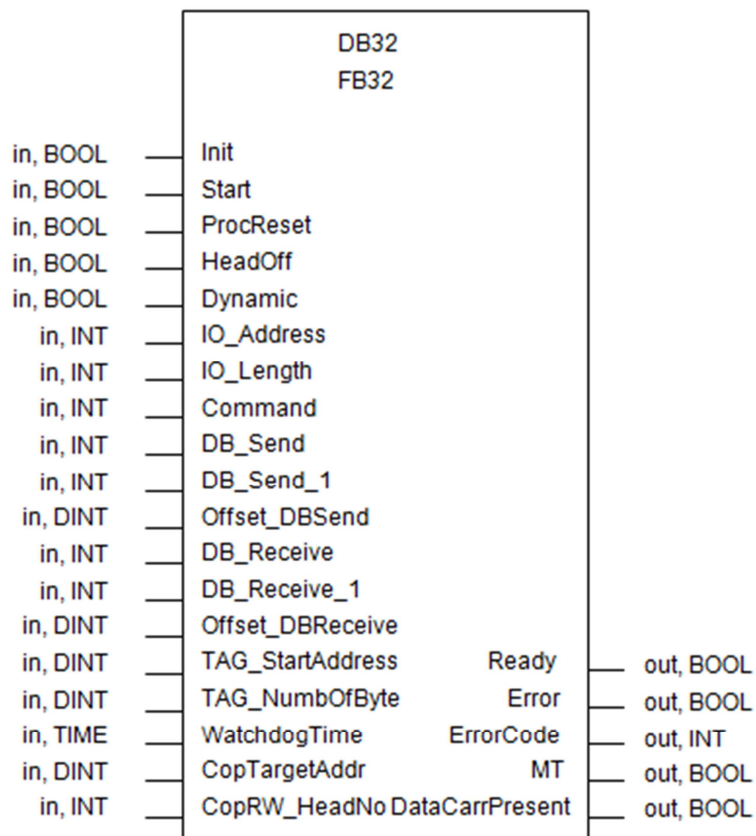 DB32
FB32
in, BOOL Init
in, BOOL Start
in, BOOL ProcReset
in, BOOL HeadOff
in, BOOL Dynamic
in, INT IO_Address
in, INT IO_Length
in, INT Command
in, INT DB_Send
in, INT DB_Send_1
in, DINT Offset_DBSend
in, INT DB_Receive
in, INT DB_Receive_1
in, DINT Offset_DBReceive
in, DINT TAG_StartAddress Ready out, BOOL
in, DINT TAG_NumbOfByte Error out, BOOL
in, TIME WatchdogTime ErrorCode out, INT
in, DINT CopTargetAddr MT out, BOOL
in, INT CopRW_HeadNo DataCarrPresent out, BOOL